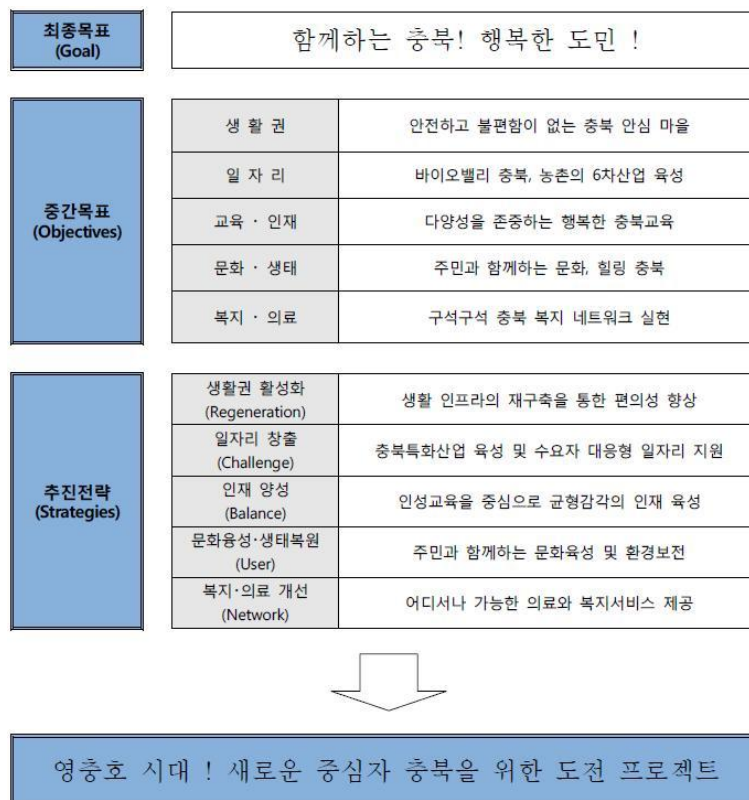 최종목표
(Goal)
함께하는 충북! 행복한 도민 !
중간목표
(Objectives)
생 활 권
안전하고 불편함이 없는 충북 안심 마을
일 자 리
바이오밸리 충북, 농촌의 6차산업 육성
교육 · 인재
다양성을 존중하는 행복한 충북교육
문화 · 생태
주민과 함께하는 문화, 힐링 충북
복지 · 의료
구석구석 충북 복지 네트워크 실현
추진전략
(Strategies)
생활권 활성화
(Regeneration)
생활 인프라의 재구축을 통한 편의성 향상
일자리 창출
(Challenge)
충북특화산업 육성 및 수요자 대응형 일자리 지원
인재 양성
(Balance)
인성교육을 중심으로 균형감각의 인재 육성
문화융성·생태복원
(User)
주민과 함께하는 문화육성 및 환경보전
복지·의료 개선
(Network)
어디서나 가능한 의료와 복지서비스 제공
영충호 시대 ! 새로운 중심자 충북을 위한 도전 프로젝트